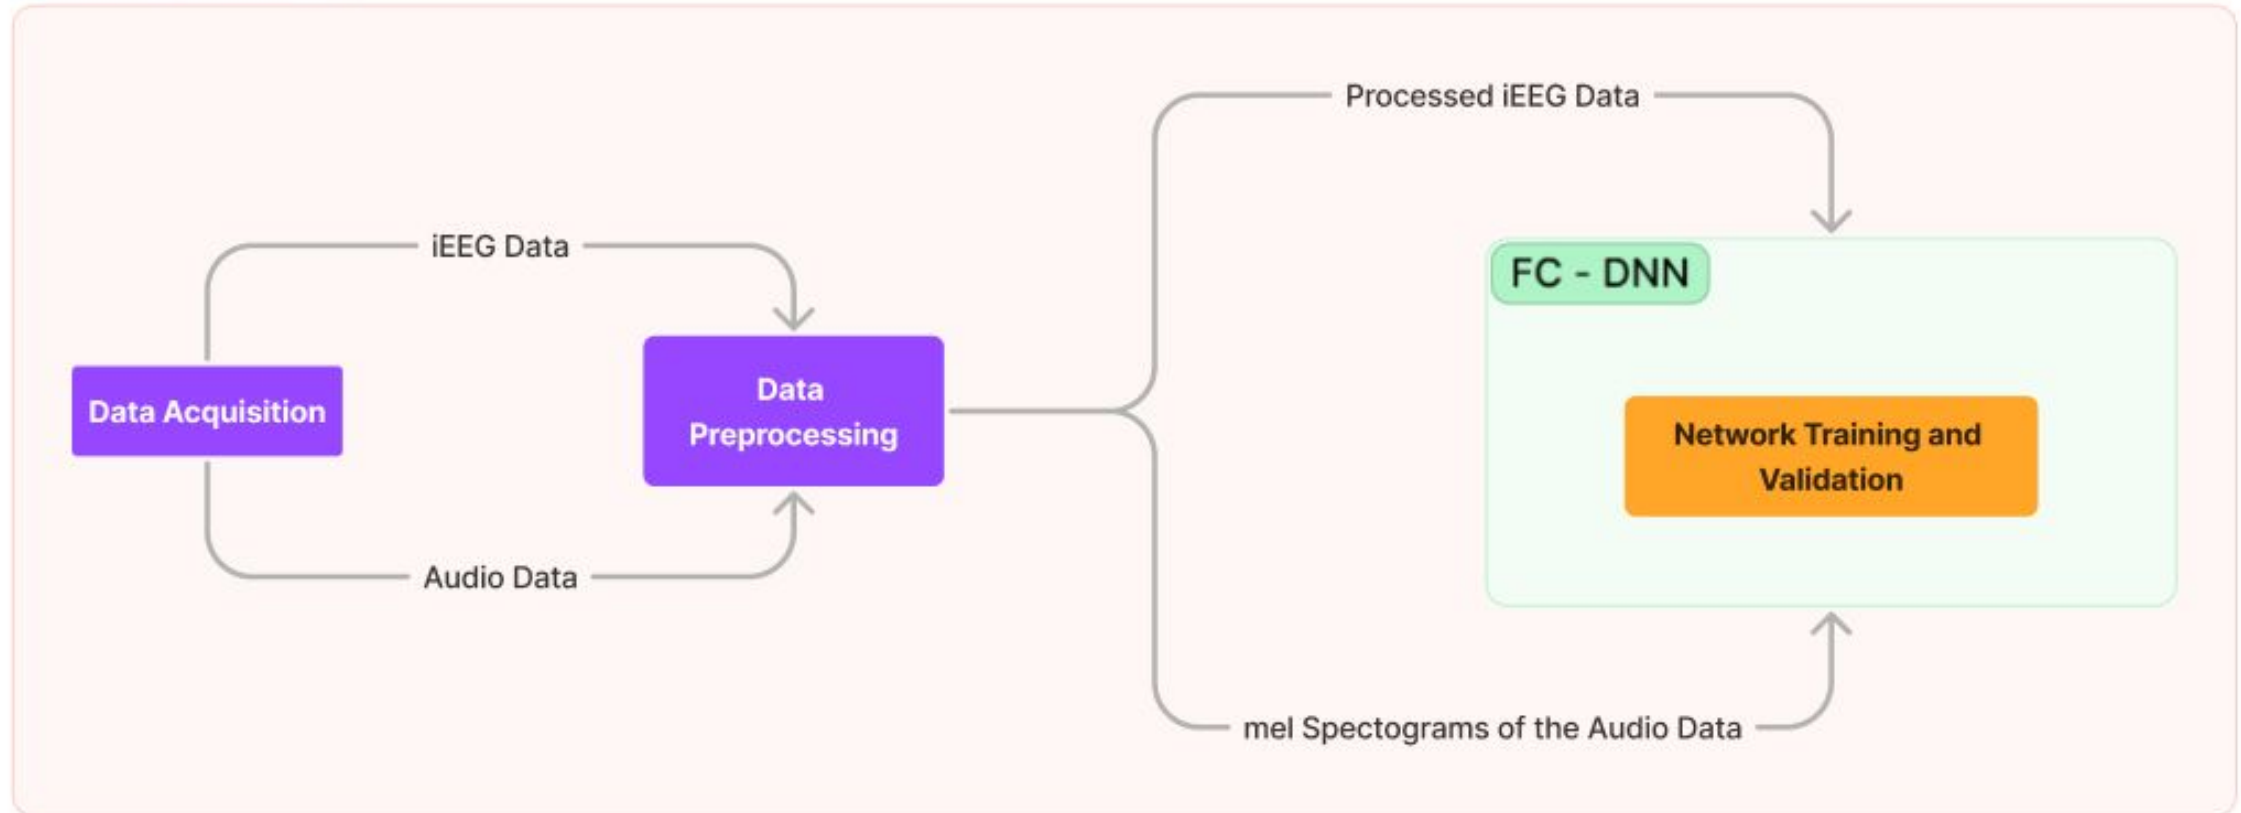 Processed iEEG Data
iEEG Data
FC - DNN
Data Acquisition
Data
Preprocessing
Network Training and
Validation
Audio Data
mel Spectograms of the Audio Data